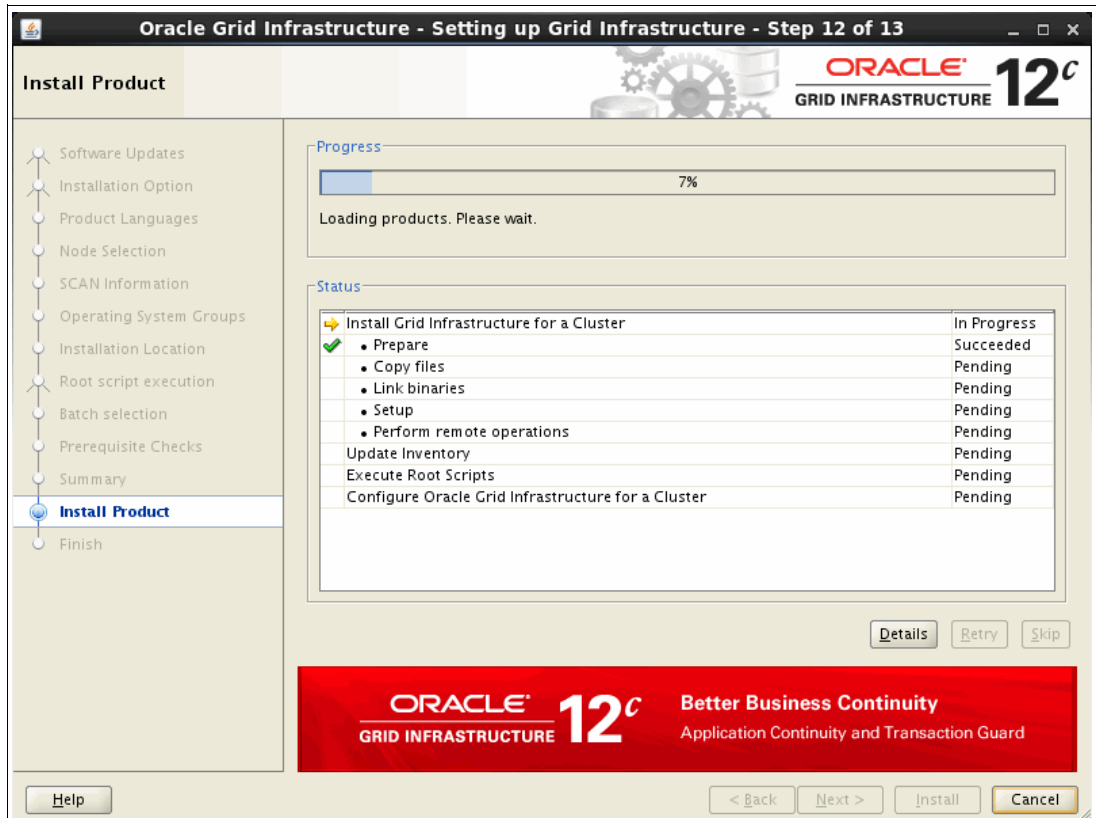 Oracle Grid Infrastructure - Setting up Grid Infrastructure - Step 12 of 13
Install Product
ORACLE®
GRID INFRASTRUCTURE 12c
Software Updates
Installation Option
Product Languages
Node Selection
SCAN Information
Operating System Groups
Installation Location
Root script execution
Batch selection
Prerequisite Checks
Summary
Install Product
Finish
Progress
7%
Loading products. Please wait.
Status
Install Grid Infrastructure for a Cluster In Progress
• Prepare Succeeded
• Copy files Pending
• Link binaries Pending
• Setup Pending
• Perform remote operations Pending
Update Inventory Pending
Execute Root Scripts Pending
Configure Oracle Grid Infrastructure for a Cluster Pending
Details Retry Skip
ORACLE®
GRID INFRASTRUCTURE 12c
Better Business Continuity
Application Continuity and Transaction Guard
Help < Back Next > Install Cancel